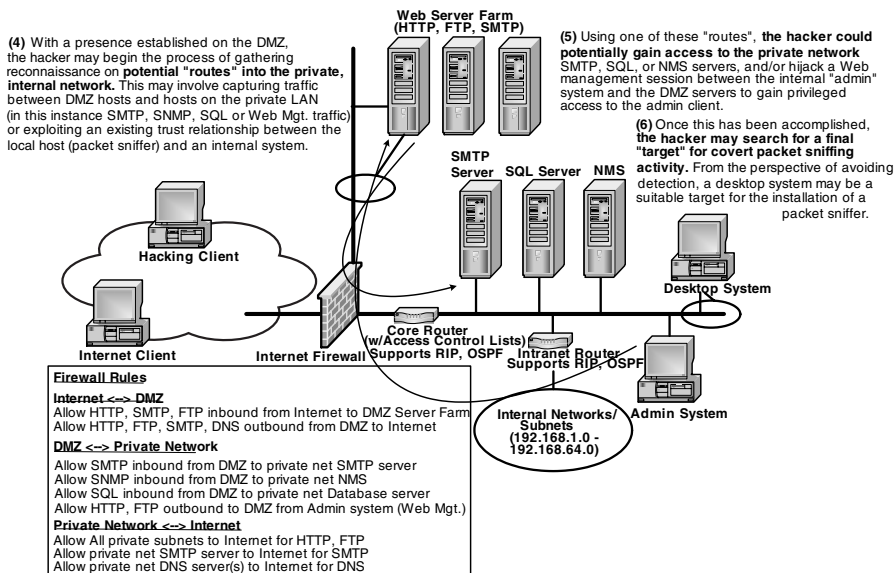 Web Server Farm
(HTTP, FTP, SMTP)
(4) With a presence established on the DMZ,
the hacker may begin the process of gathering
reconnaissance on potential "routes" into the private,
internal network. This may involve capturing traffic
between DMZ hosts and hosts on the private LAN
(in this instance SMTP, SNMP, SQL or Web Mgt. traffic)
or exploiting an existing trust relationship between the
local host (packet sniffer) and an internal system.
(5) Using one of these "routes", the hacker could
potentially gain access to the private network
SMTP, SQL, or NMS servers, and/or hijack a Web
management session between the internal "admin"
system and the DMZ servers to gain privileged
access to the admin client.
(6) Once this has been accomplished,
the hacker may search for a final
"target" for covert packet sniffing
activity. From the perspective of avoiding
detection, a desktop system may be a
suitable target for the installation of a
packet sniffer.
SMTP
Server
SQL Server
NMS
Hacking Client
Desktop System
Internet Client
Internet Firewall
Core Router
(w/Access Control Lists)
Supports RIP, OSPF
Intranet Router
Supports RIP, OSPF
Admin System
Internal Networks/
Subnets
(192.168.1.0 -
192.168.64.0)
Firewall Rules
Internet <--> DMZ
Allow HTTP, SMTP, FTP inbound from Internet to DMZ Server Farm
Allow HTTP, FTP, SMTP, DNS outbound from DMZ to Internet
DMZ <--> Private Network
Allow SMTP inbound from DMZ to private net SMTP server
Allow SNMP inbound from DMZ to private net NMS
Allow SQL inbound from DMZ to private net Database server
Allow HTTP, FTP outbound to DMZ from Admin system (Web Mgt.)
Private Network <--> Internet
Allow All private subnets to Internet for HTTP, FTP
Allow private net SMTP server to Internet for SMTP
Allow private net DNS server(s) to Internet for DNS